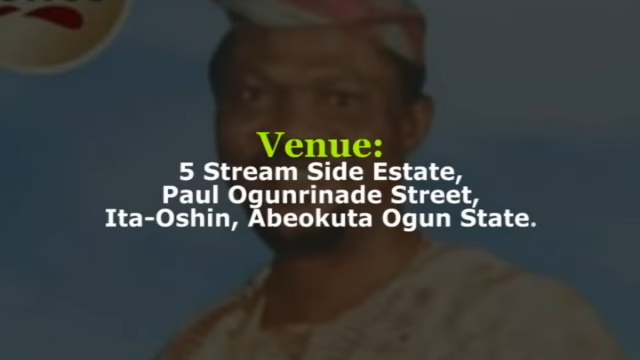 Venue:
5 Stream Side Estate,
Paul Ogunrinade Street,
Ita-Oshin, Abeokuta Ogun State.